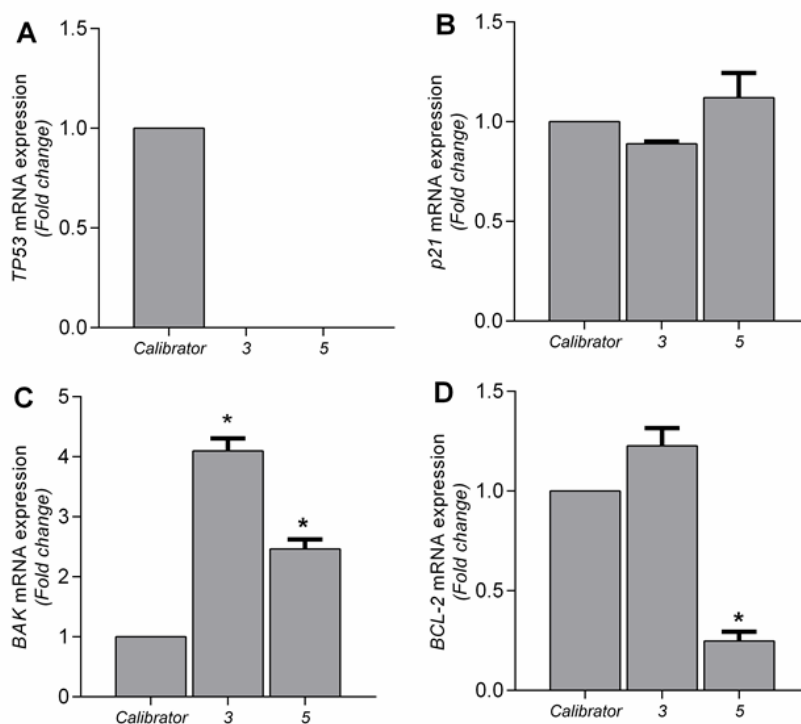 A
TP53 mRNA expression
(Fold change)
1.5
1.0
0.5
0.0
Calibrator 3 5
B
p21 mRNA expression
(Fold change)
1.5
1.0
0.5
0.0
Calibrator 3 5
C
BAK mRNA expression
(Fold change)
5
4
3
2
1
0
*
*
Calibrator 3 5
D
BCL-2 mRNA expression
(Fold change)
1.5
1.0
0.5
0.0
*
Calibrator 3 5